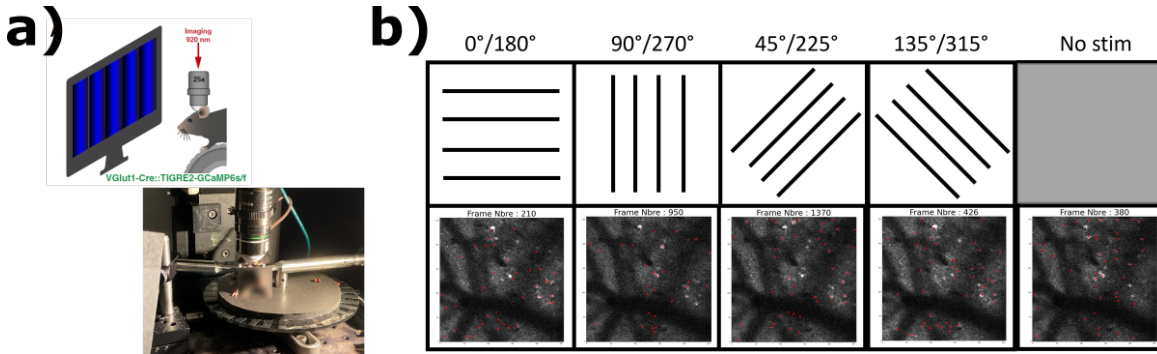 a)
Imaging
920 nm
25x
VGlut1-Cre::TIGRE2-GCaMP6s/f
b)
0°/180°
90°/270°
45°/225°
135°/315°
No stim
Frame Nbre : 210
Frame Nbre : 950
Frame Nbre : 1370
Frame Nbre : 426
Frame Nbre : 380